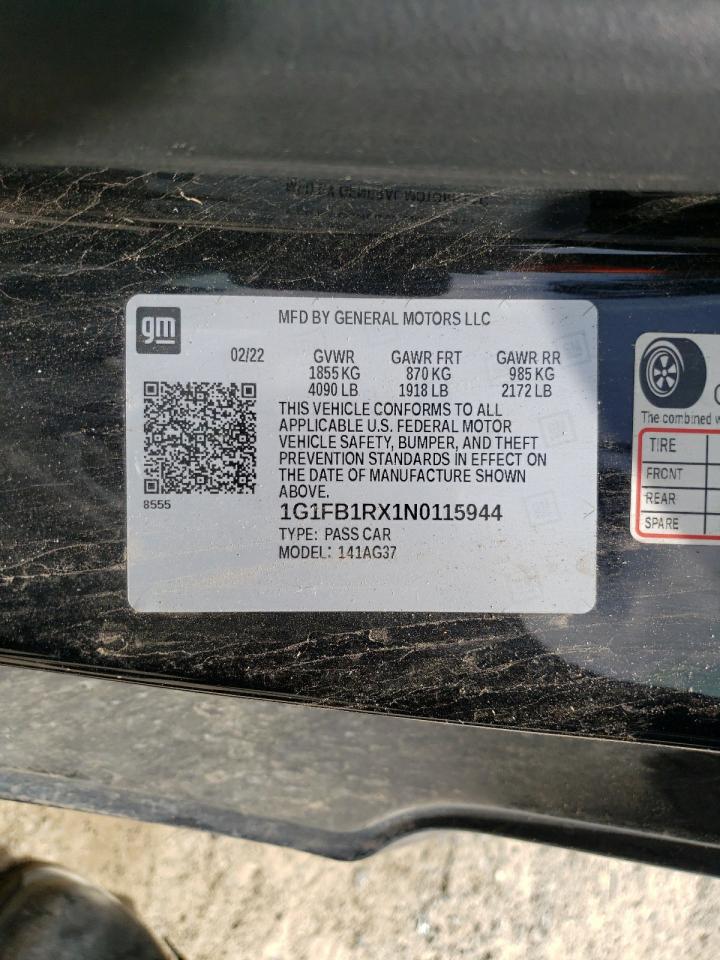 gm
MFD BY GENERAL MOTORS LLC
02/22 GVWR GAWR FRT GAWR RR
1855 KG 870 KG 985 KG
4090 LB 1918 LB 2172 LB
THIS VEHICLE CONFORMS TO ALL
APPLICABLE U.S. FEDERAL MOTOR
VEHICLE SAFETY, BUMPER, AND THEFT
PREVENTION STANDARDS IN EFFECT ON
THE DATE OF MANUFACTURE SHOWN
ABOVE.
8555
1G1FB1RX1N0115944
TYPE: PASS CAR
MODEL: 141AG37
The combined
TIRE
FRONT
REAR
SPARE